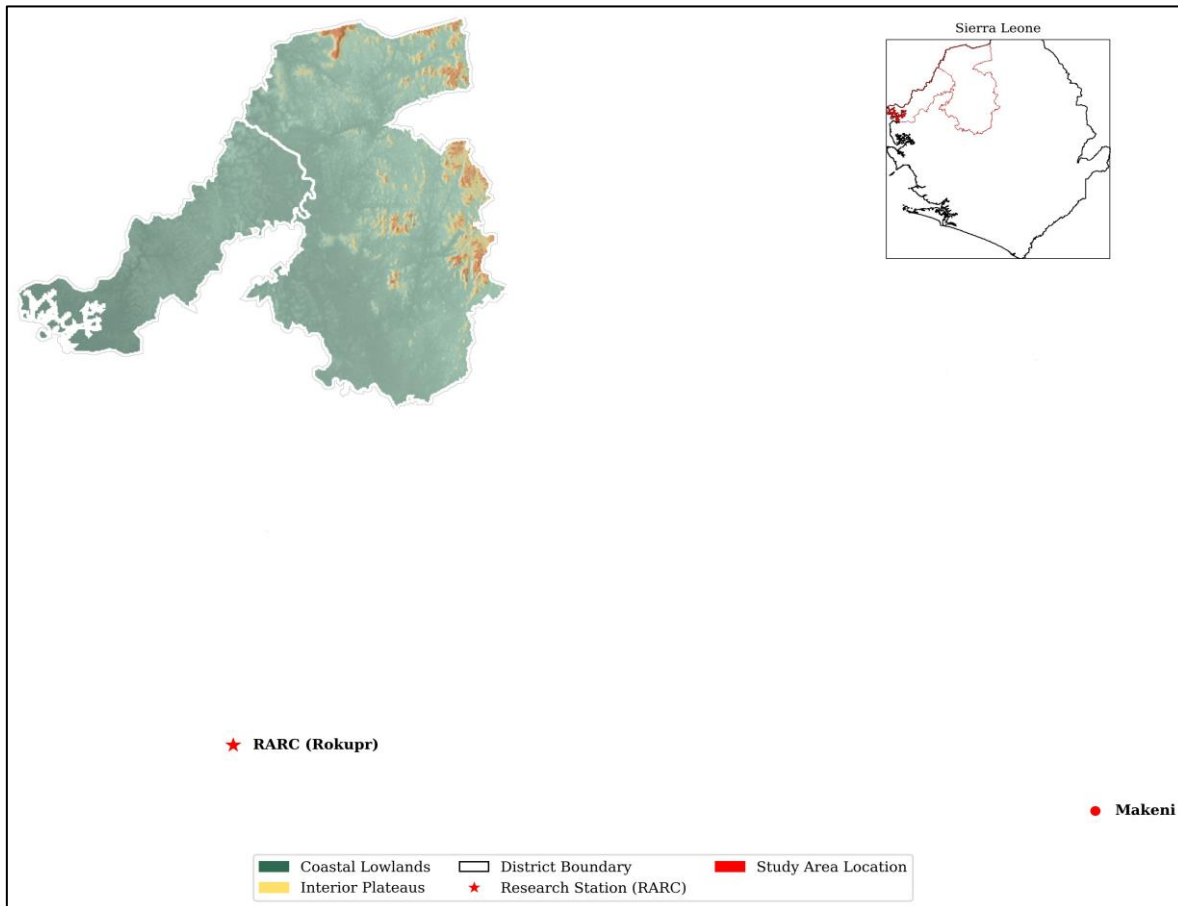 Sierra Leone
RARC (Rokupr)
Makeni
Coastal Lowlands
Interior Plateaus
District Boundary
Research Station (RARC)
Study Area Location